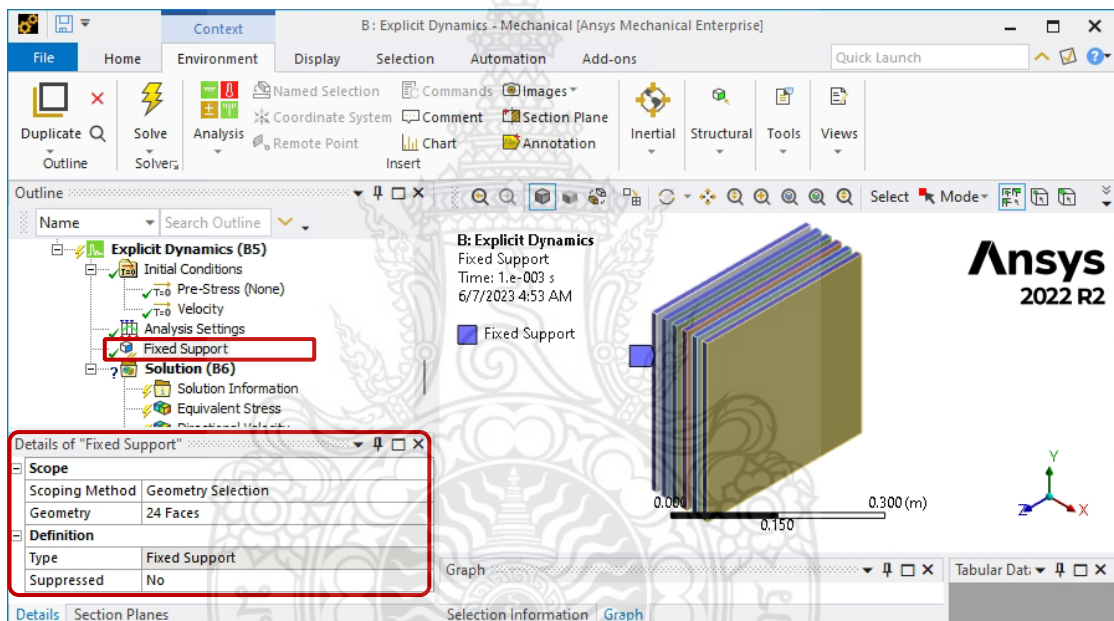 Context
B : Explicit Dynamics - Mechanical [Ansys Mechanical Enterprise]
File Home Environment Display Selection Automation Add-ons Quick Launch
Duplicate
Outline
Solve
Solver
Analysis
Named Selection
Coordinate System
Remote Point
Commands
Comment
Chart
Images
Section Plane
Annotation
Insert
Inertial
Structural
Tools
Views
Outline
Name Search Outline
Explicit Dynamics (B5)
T=0 Initial Conditions
T=0 Pre-Stress (None)
T=0 Velocity
Analysis Settings
Fixed Support
Solution (B6)
Solution Information
Equivalent Stress
Directional Velocity
Details of "Fixed Support"
Scope
Scoping Method Geometry Selection
Geometry 24 Faces
Definition
Type Fixed Support
Suppressed No
Details Section Planes
Select Mode
B: Explicit Dynamics
Fixed Support
Time: 1.e-003 s
6/7/2023 4:53 AM
Fixed Support
Ansys
2022 R2
0.000 0.300 (m)
0.150
Y
Z X
Graph
Tabular Dat
Selection Information Graph